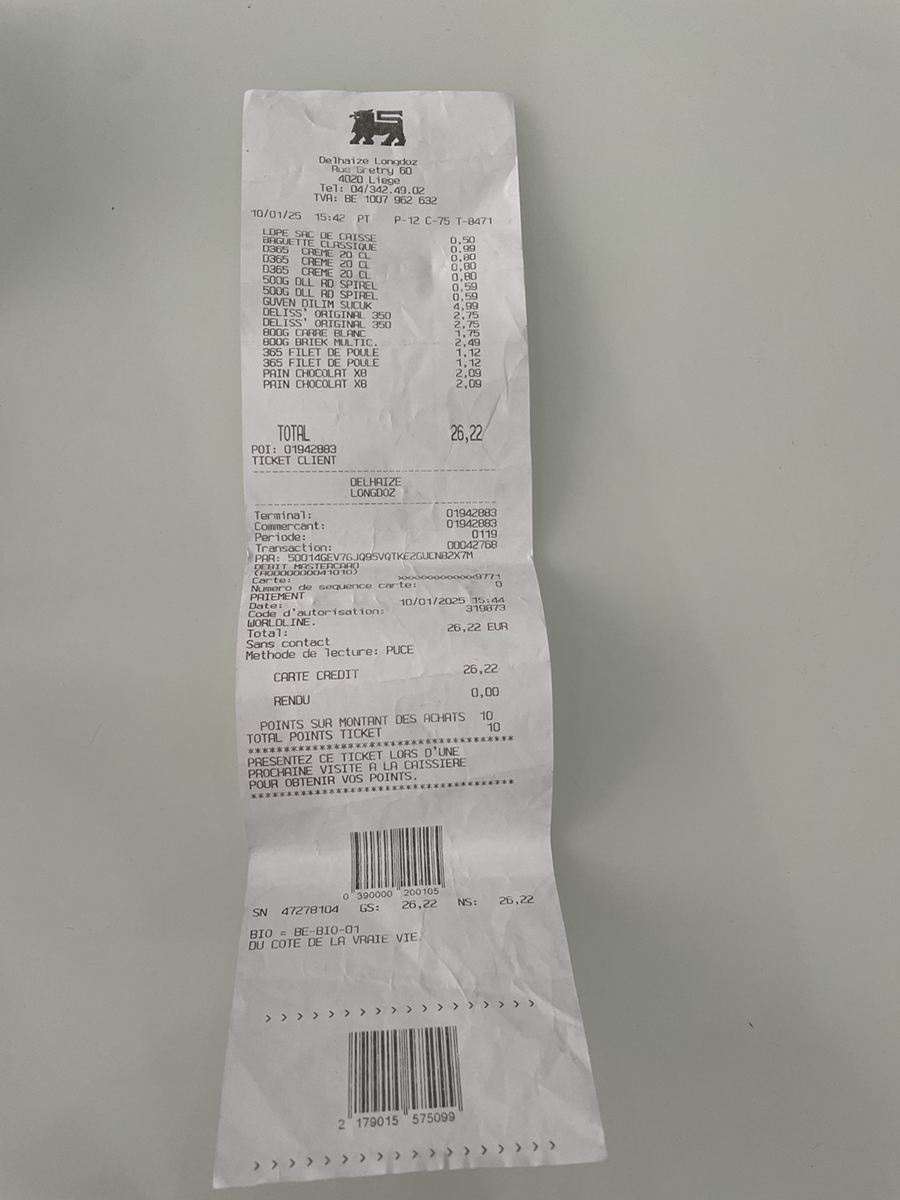 Delhaize Longdoz
Rue Gretry 60
4020 Liege
Tel: 04/342.49.02
TVA: BE 1007 962 632
10/01/25 15:42 PT P-12 C-75 T-8471
LDPE SAC DE CAISSE 0,50
BAGUETTE CLASSIQUE 0,99
D365 CREME 20 CL 0,80
D365 CREME 20 CL 0,80
D365 CREME 20 CL 0,80
500G DLL RD SPIREL 0,59
500G DLL RD SPIREL 0,59
GUVEN DILIM SUCUK 4,99
DELISS' ORIGINAL 350 2,75
DELISS' ORIGINAL 350 2,75
800G CARRE BLANC 1,75
800G BRIEK MULTIC. 2,49
365 FILET DE POULE 1,12
365 FILET DE POULE 1,12
PAIN CHOCOLAT X8 2,09
PAIN CHOCOLAT X8 2,09
TOTAL 26,22
POI: 01942883
TICKET CLIENT
DELHAIZE
LONGDOZ
Terminal: 01942883
Commercant: 01942883
Periode: 0119
Transaction: 00042768
PAR: 50014GEV7GJQ95VQTKE2GUCN82X7M
DEBIT MASTERCARD
(A0000000041010)
Carte: xxxxxxxxxxxx9771
Numero de sequence carte: 0
PAIEMENT
Date: 10/01/2025 15:44
Code d'autorisation: 319873
WORLDLINE.
Total: 26,22 EUR
Sans contact
Methode de lecture: PUCE
CARTE CREDIT 26,22
RENDU 0,00
POINTS SUR MONTANT DES ACHATS 10
TOTAL POINTS TICKET 10
**************************************
PRESENTEZ CE TICKET LORS D'UNE
PROCHAINE VISITE A LA CAISSIERE
POUR OBTENIR VOS POINTS.
**************************************
0 390000 200105
SN 47278104 GS: 26,22 NS: 26,22
BIO = BE-BIO-01
DU COTE DE LA VRAIE VIE
> > > > > > > > > > > > > > > > > >
2 179015 575099
> > > > > > > > > > > > > > > > > >